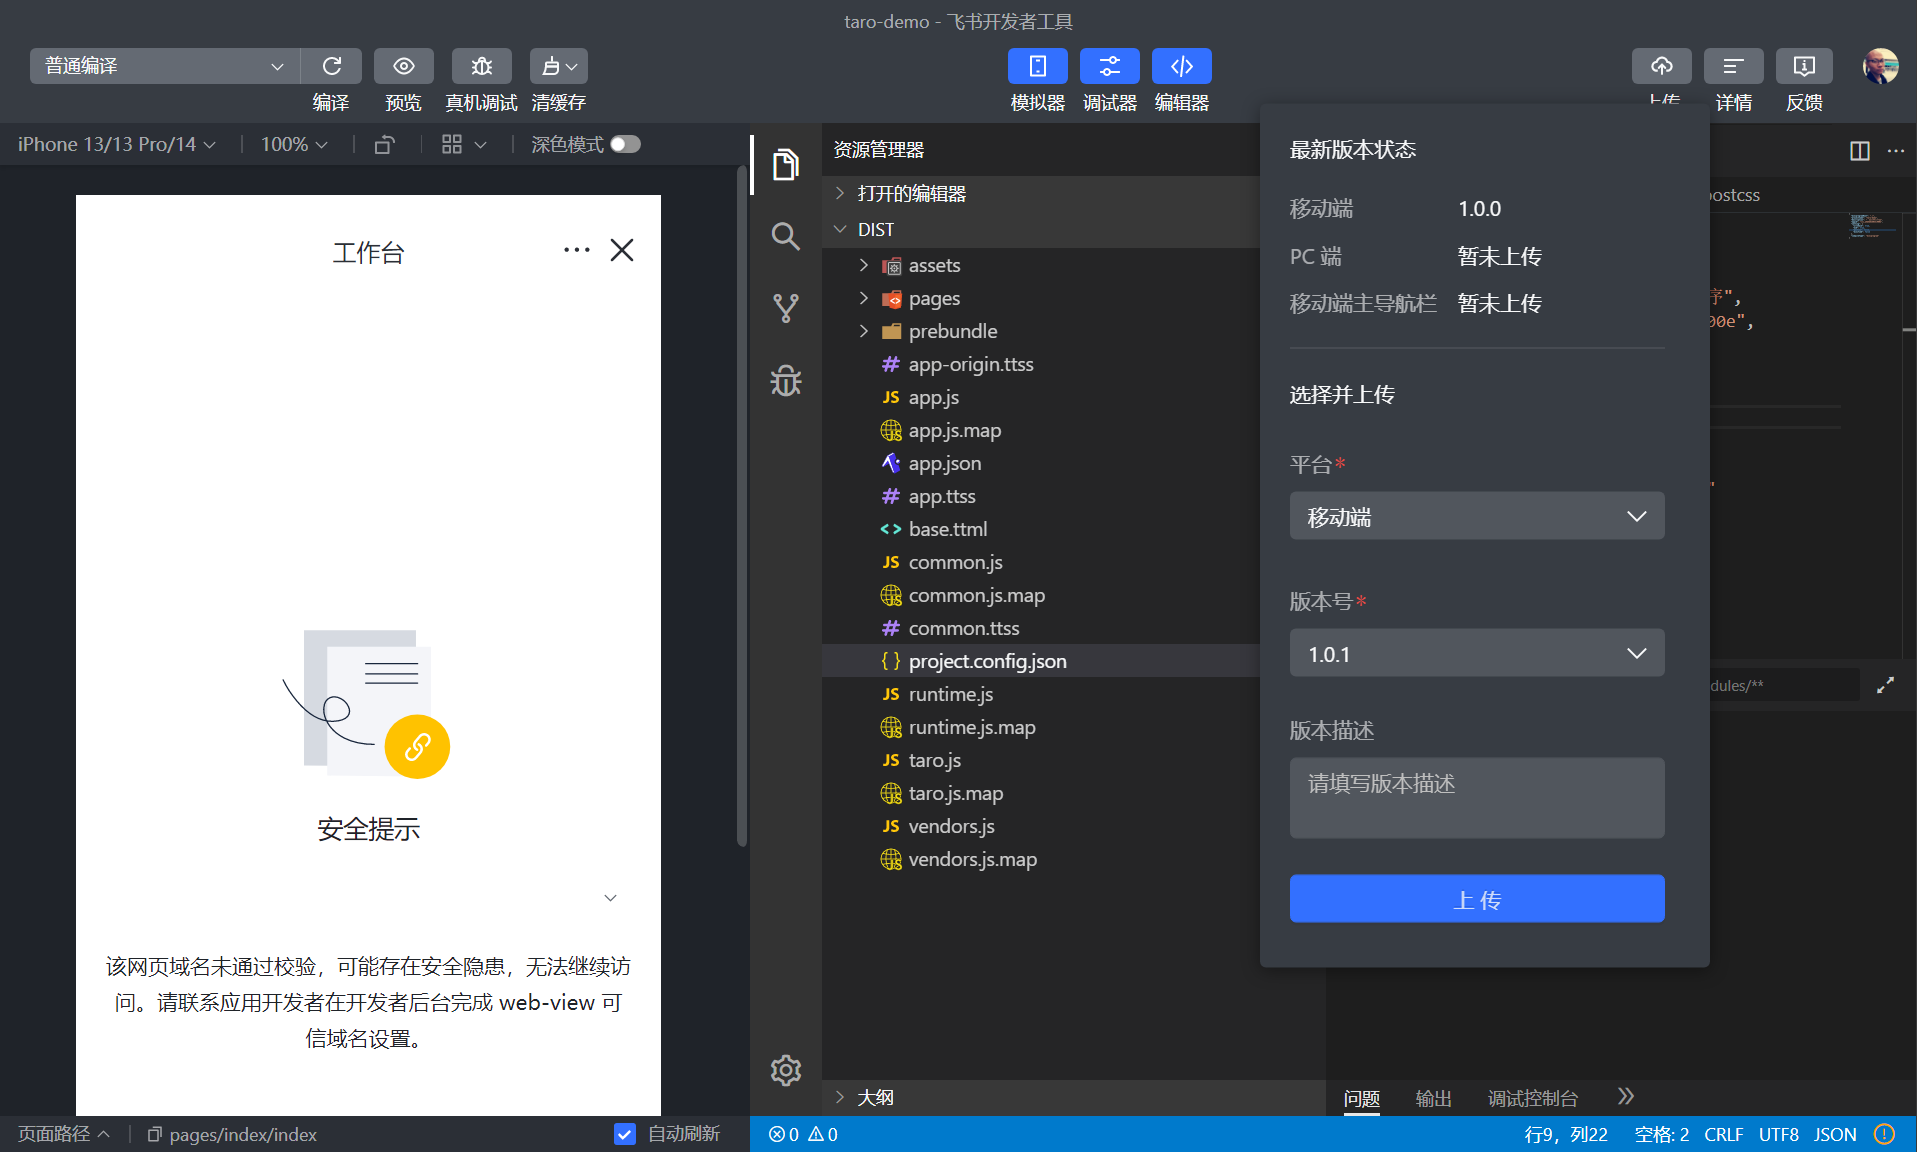 taro-demo - 飞书开发者工具
普通编译
编译
预览
真机调试
清缓存
模拟器
调试器
编辑器
上传
详情
反馈
iPhone 13/13 Pro/14
100%
深色模式
工作台
安全提示
该网页域名未通过校验，可能存在安全隐患，无法继续访
问。请联系应用开发者在开发者后台完成 web-view 可
信域名设置。
页面路径
pages/index/index
自动刷新
资源管理器
打开的编辑器
DIST
assets
pages
prebundle
# app-origin.ttss
JS app.js
app.js.map
app.json
# app.ttss
<> base.ttml
JS common.js
common.js.map
# common.ttss
{} project.config.json
JS runtime.js
runtime.js.map
JS taro.js
taro.js.map
JS vendors.js
vendors.js.map
大纲
最新版本状态
移动端 1.0.0
PC 端 暂未上传
移动端主导航栏 暂未上传
选择并上传
平台*
移动端
版本号*
1.0.1
版本描述
请填写版本描述
上 传
ostcss
序",
00e",
"
dules/**
问题
输出
调试控制台
0
0
行9，列22
空格: 2
CRLF
UTF8
JSON